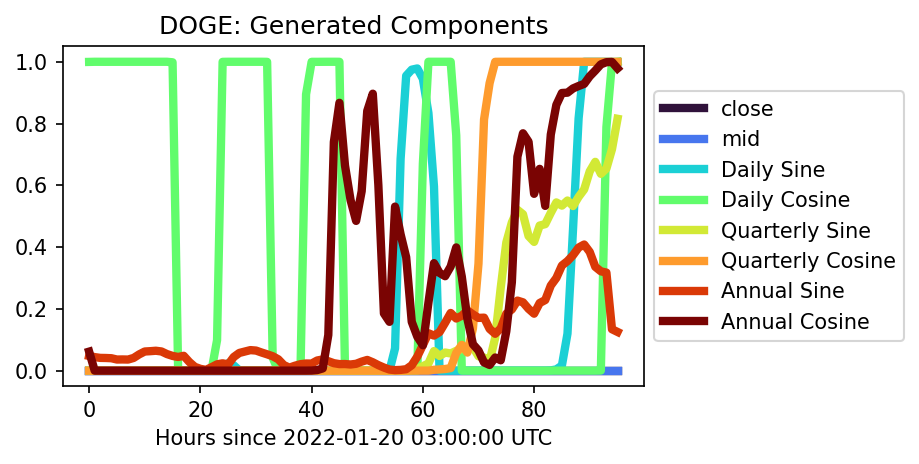 DOGE: Generated Components
1.0
0.8
0.6
0.4
0.2
0.0
0 20 40 60 80
Hours since 2022-01-20 03:00:00 UTC
close
mid
Daily Sine
Daily Cosine
Quarterly Sine
Quarterly Cosine
Annual Sine
Annual Cosine